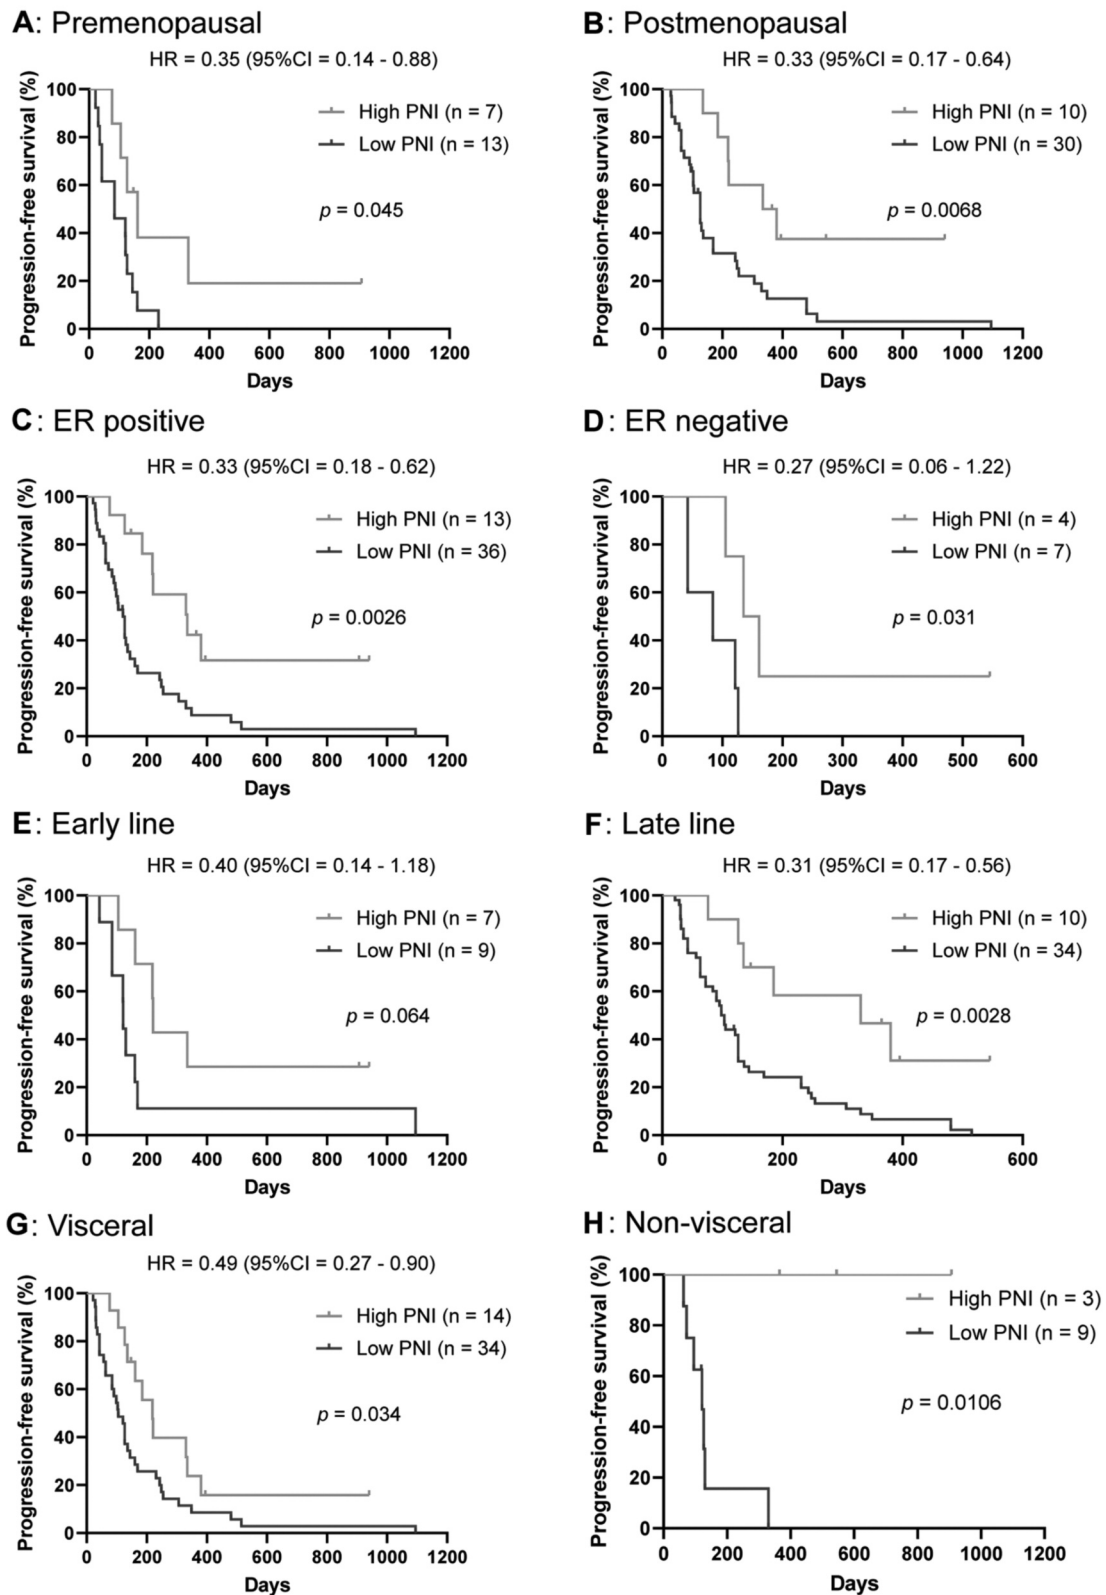 A: Premenopausal
HR = 0.35 (95%CI = 0.14 - 0.88)
Progression-free survival (%)
100
80
60
40
20
0
High PNI (n = 7)
Low PNI (n = 13)
p = 0.045
0 200 400 600 800 1000 1200
Days
B: Postmenopausal
HR = 0.33 (95%CI = 0.17 - 0.64)
Progression-free survival (%)
100
80
60
40
20
0
High PNI (n = 10)
Low PNI (n = 30)
p = 0.0068
0 200 400 600 800 1000 1200
Days
C: ER positive
HR = 0.33 (95%CI = 0.18 - 0.62)
Progression-free survival (%)
100
80
60
40
20
0
High PNI (n = 13)
Low PNI (n = 36)
p = 0.0026
0 200 400 600 800 1000 1200
Days
D: ER negative
HR = 0.27 (95%CI = 0.06 - 1.22)
Progression-free survival (%)
100
80
60
40
20
0
High PNI (n = 4)
Low PNI (n = 7)
p = 0.031
0 100 200 300 400 500 600
Days
E: Early line
HR = 0.40 (95%CI = 0.14 - 1.18)
Progression-free survival (%)
100
80
60
40
20
0
High PNI (n = 7)
Low PNI (n = 9)
p = 0.064
0 200 400 600 800 1000 1200
Days
F: Late line
HR = 0.31 (95%CI = 0.17 - 0.56)
Progression-free survival (%)
100
80
60
40
20
0
High PNI (n = 10)
Low PNI (n = 34)
p = 0.0028
0 200 400 600
Days
G: Visceral
HR = 0.49 (95%CI = 0.27 - 0.90)
Progression-free survival (%)
100
80
60
40
20
0
High PNI (n = 14)
Low PNI (n = 34)
p = 0.034
0 200 400 600 800 1000 1200
Days
H: Non-visceral
Progression-free survival (%)
100
80
60
40
20
0
High PNI (n = 3)
Low PNI (n = 9)
p = 0.0106
0 200 400 600 800 1000 1200
Days